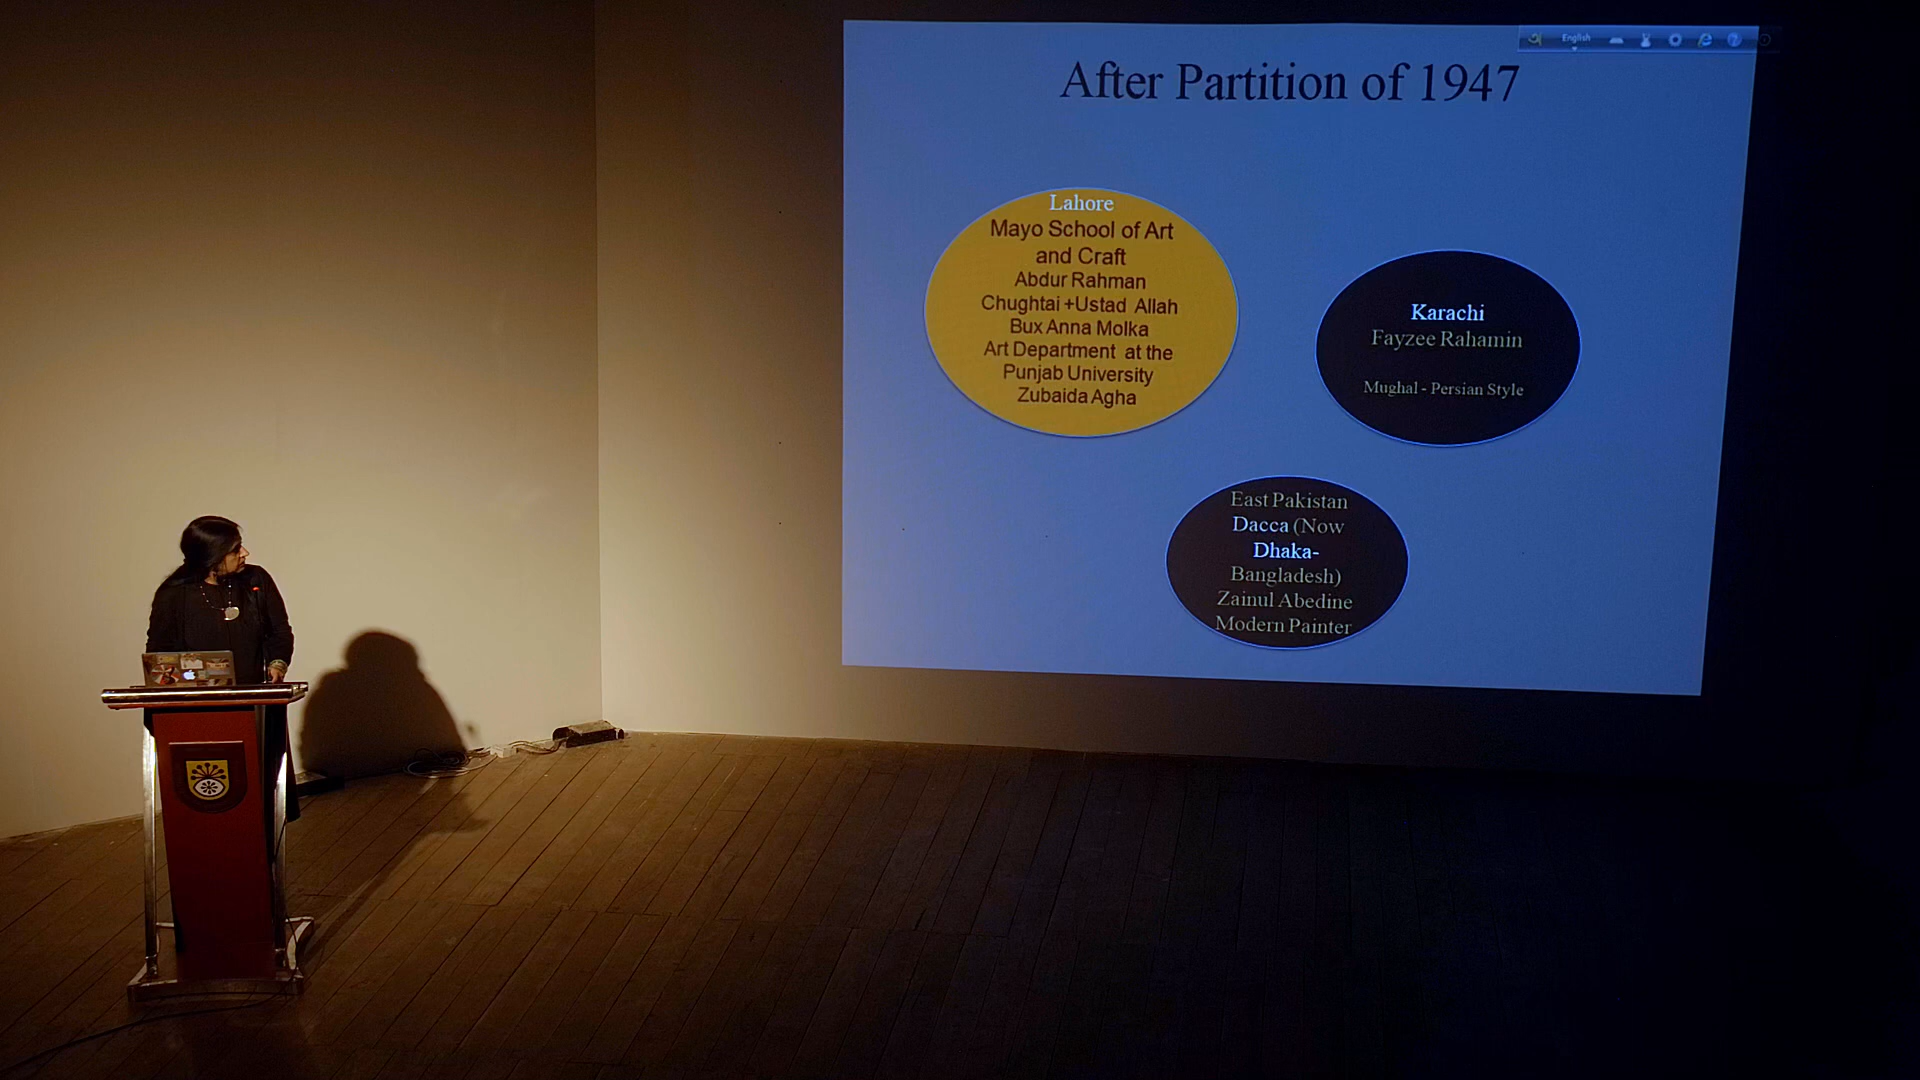 English
After Partition of 1947
Lahore
Mayo School of Art
and Craft
Abdur Rahman
Chughtai +Ustad Allah
Bux Anna Molka
Art Department at the
Punjab University
Zubaida Agha
Karachi
Fayzee Rahamin
Mughal - Persian Style
East Pakistan
Dacca (Now
Dhaka-
Bangladesh)
Zainul Abedine
Modern Painter